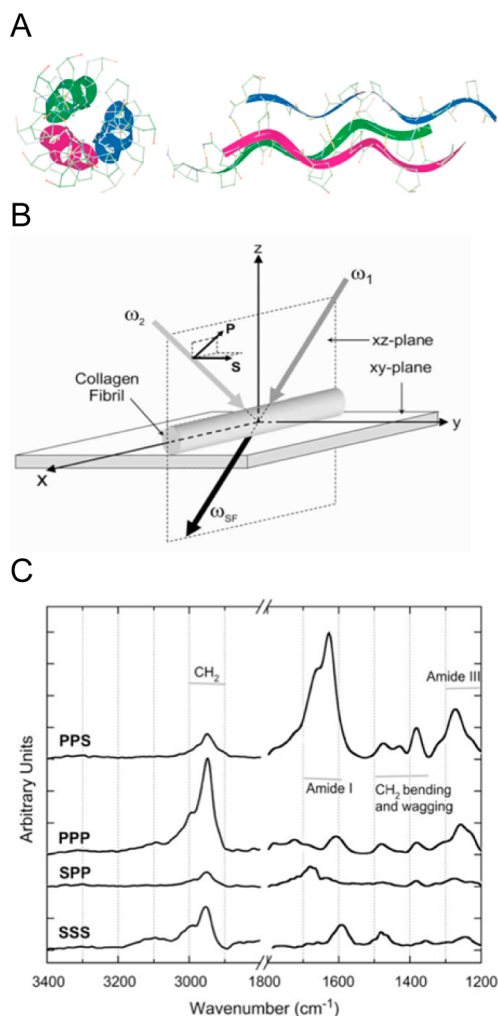 A
B
z
ω1
ω2
P
S
xz-plane
xy-plane
Collagen
Fibril
y
x
ωSF
C
CH2
Amide III
PPS
Amide I
CH2 bending
and wagging
PPP
SPP
SSS
Arbitrary Units
3400 3200 3000 2800 1800 1600 1400 1200
Wavenumber (cm-1)